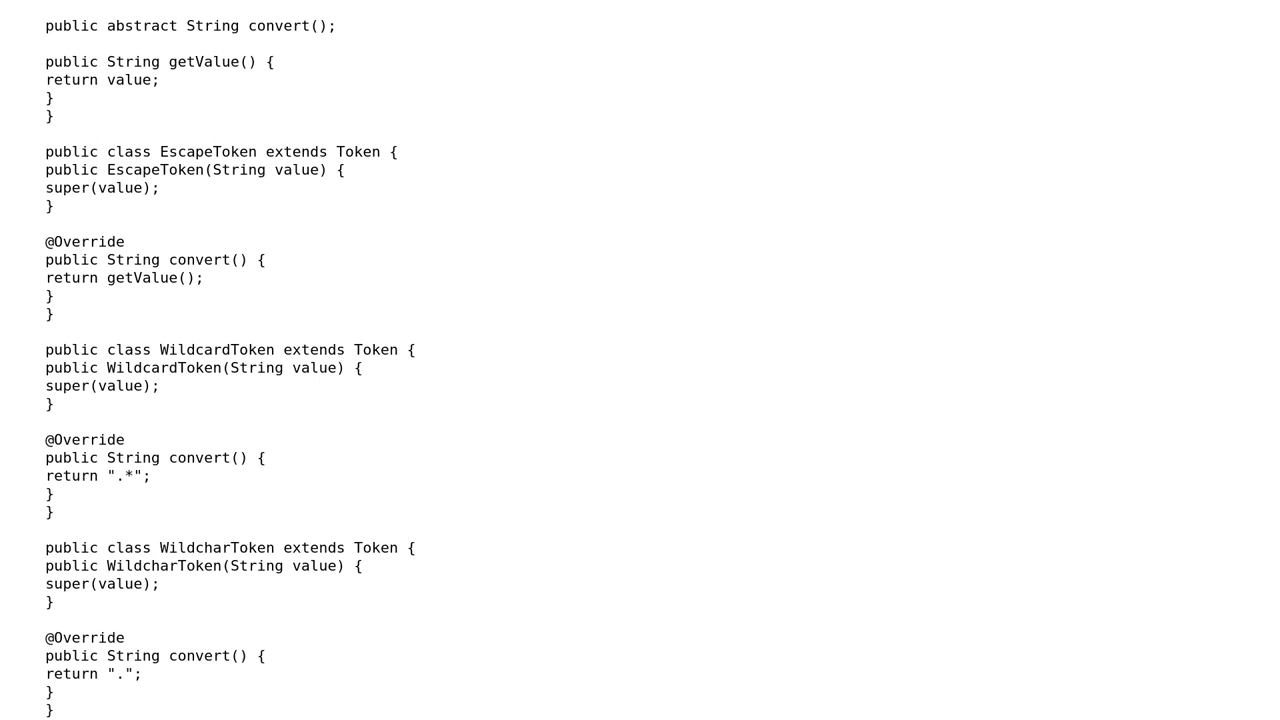 public abstract String convert();
public String getValue() {
return value;
}
}
public class EscapeToken extends Token {
public EscapeToken(String value) {
super(value);
}
@Override
public String convert() {
return getValue();
}
}
public class WildcardToken extends Token {
public WildcardToken(String value) {
super(value);
}
@Override
public String convert() {
return ".*";
}
}
public class WildcharToken extends Token {
public WildcharToken(String value) {
super(value);
}
@Override
public String convert() {
return ".";
}
}